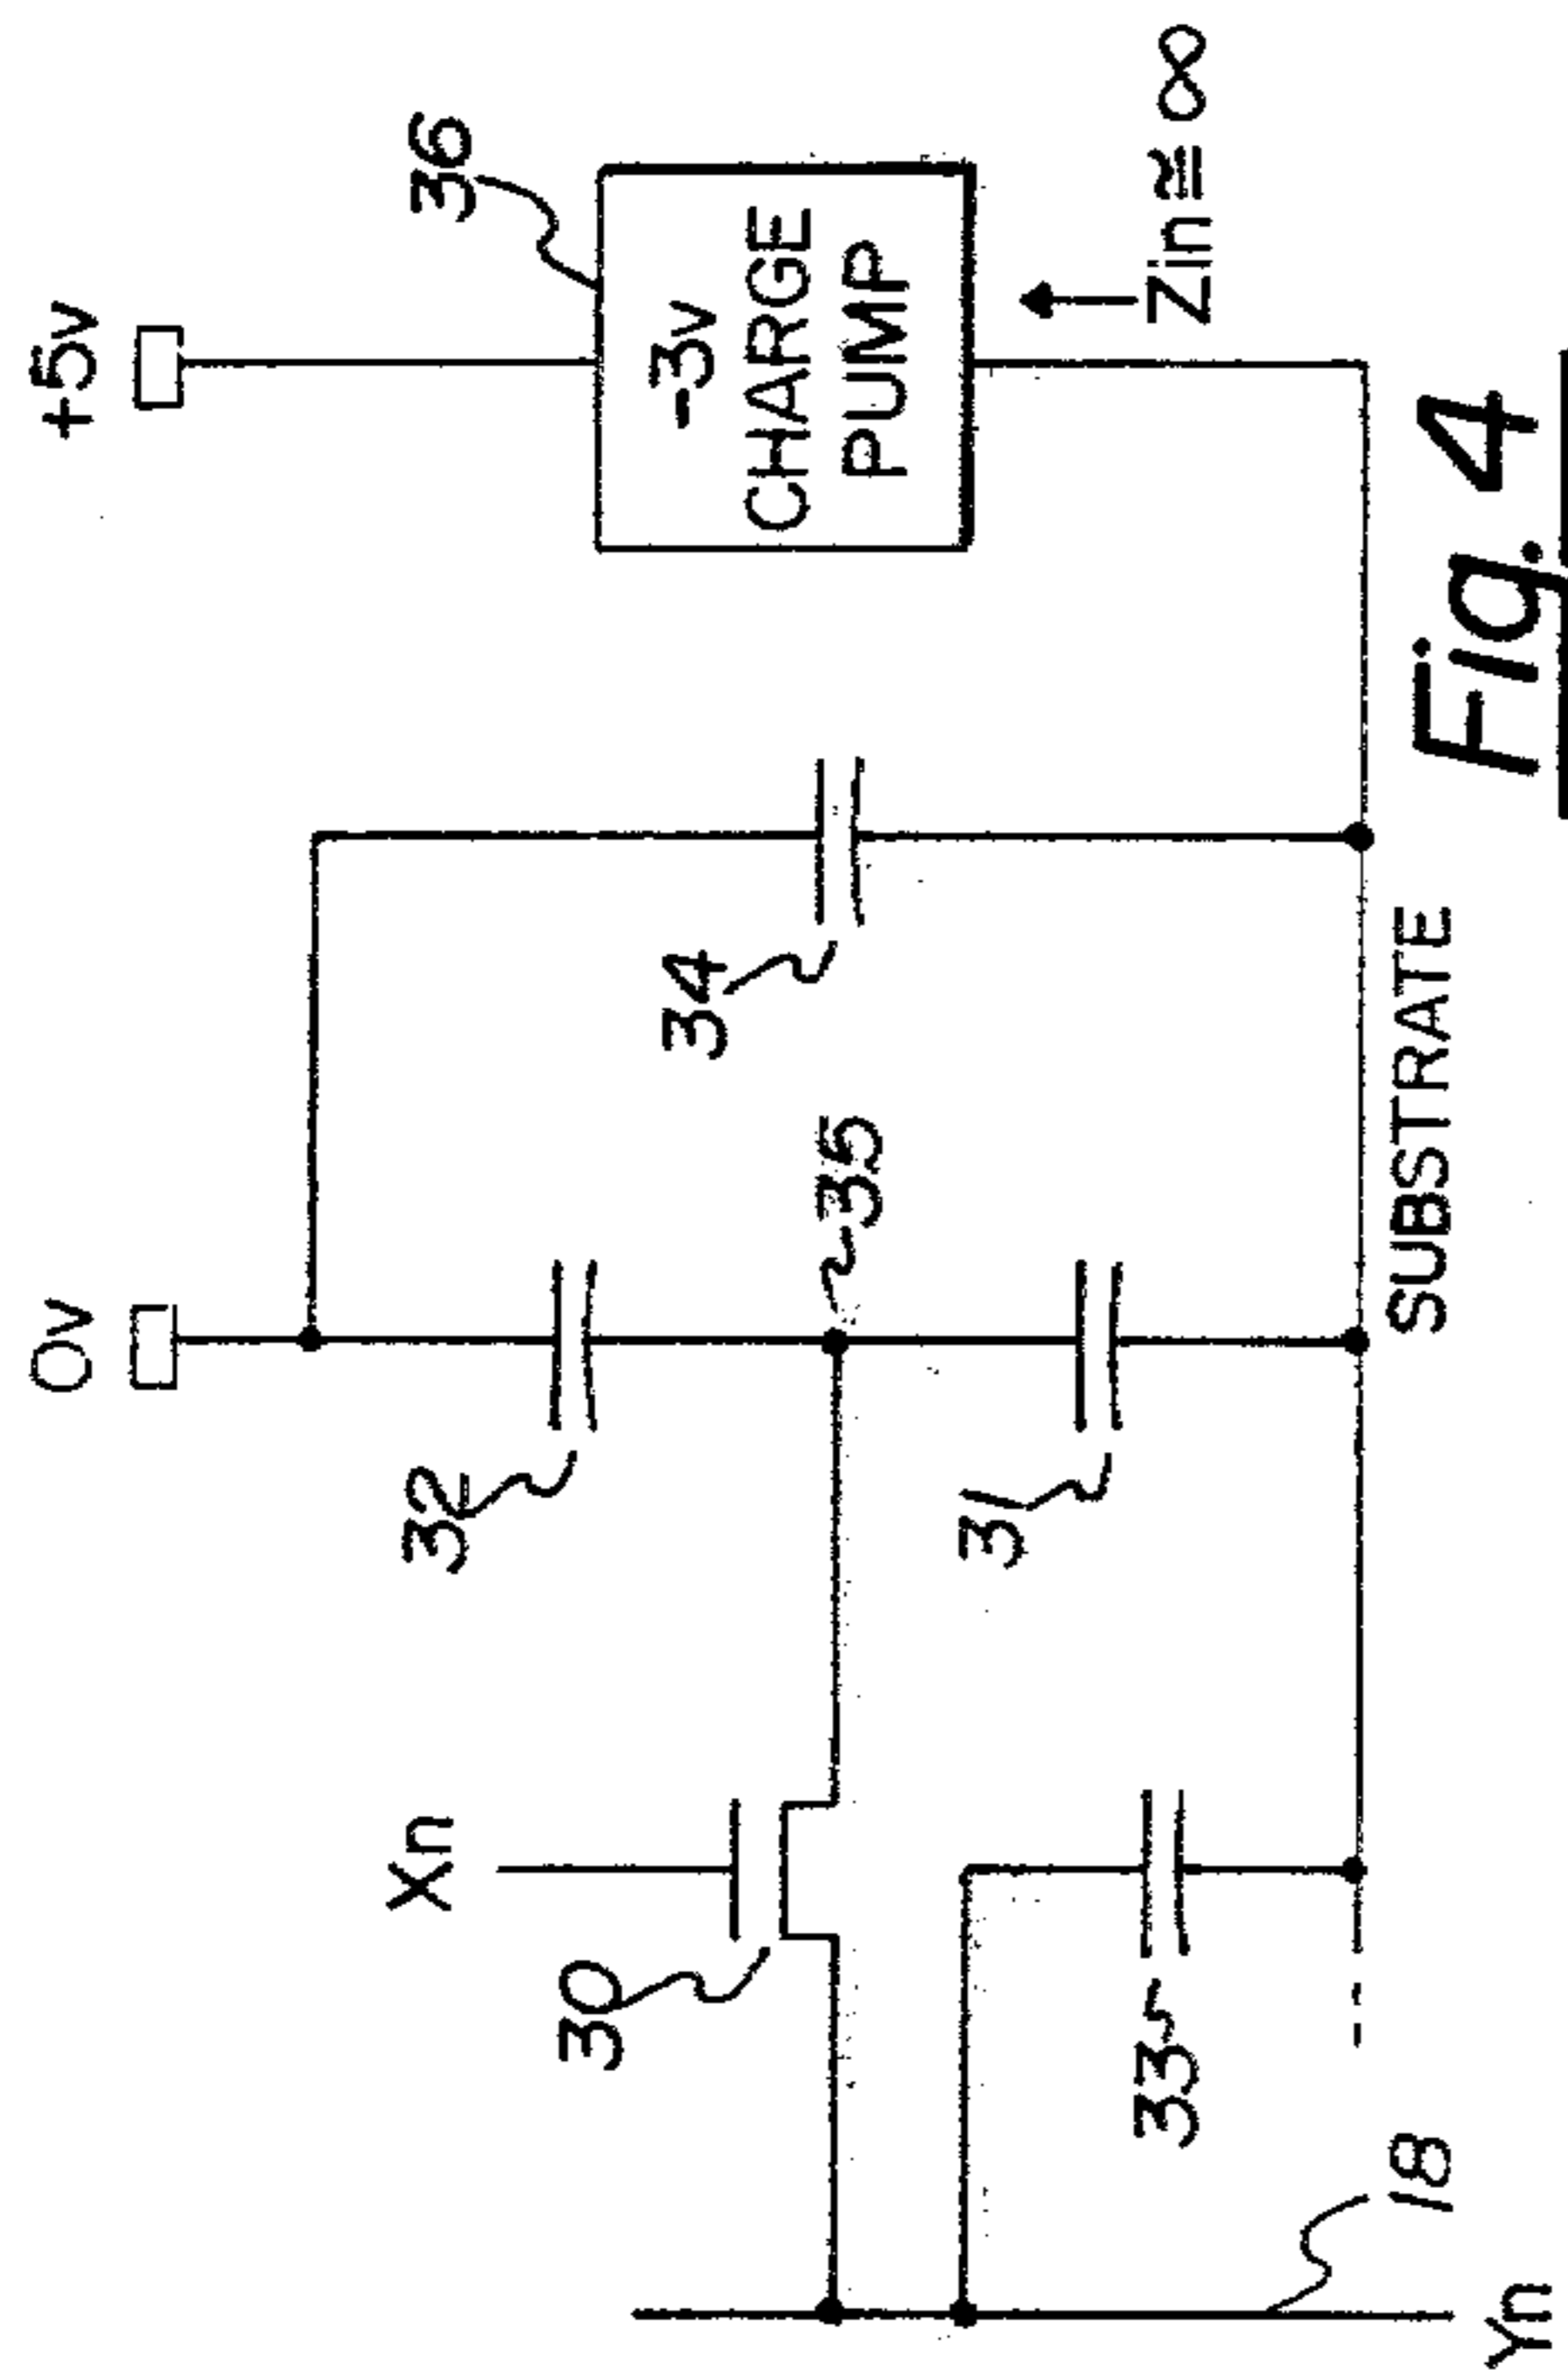 0v
+5v
Xn
32
36
30
-3v
CHARGE
PUMP
34
35
31
33
Zin ≅ ∞
18
SUBSTRATE
Yn
Fig. 4